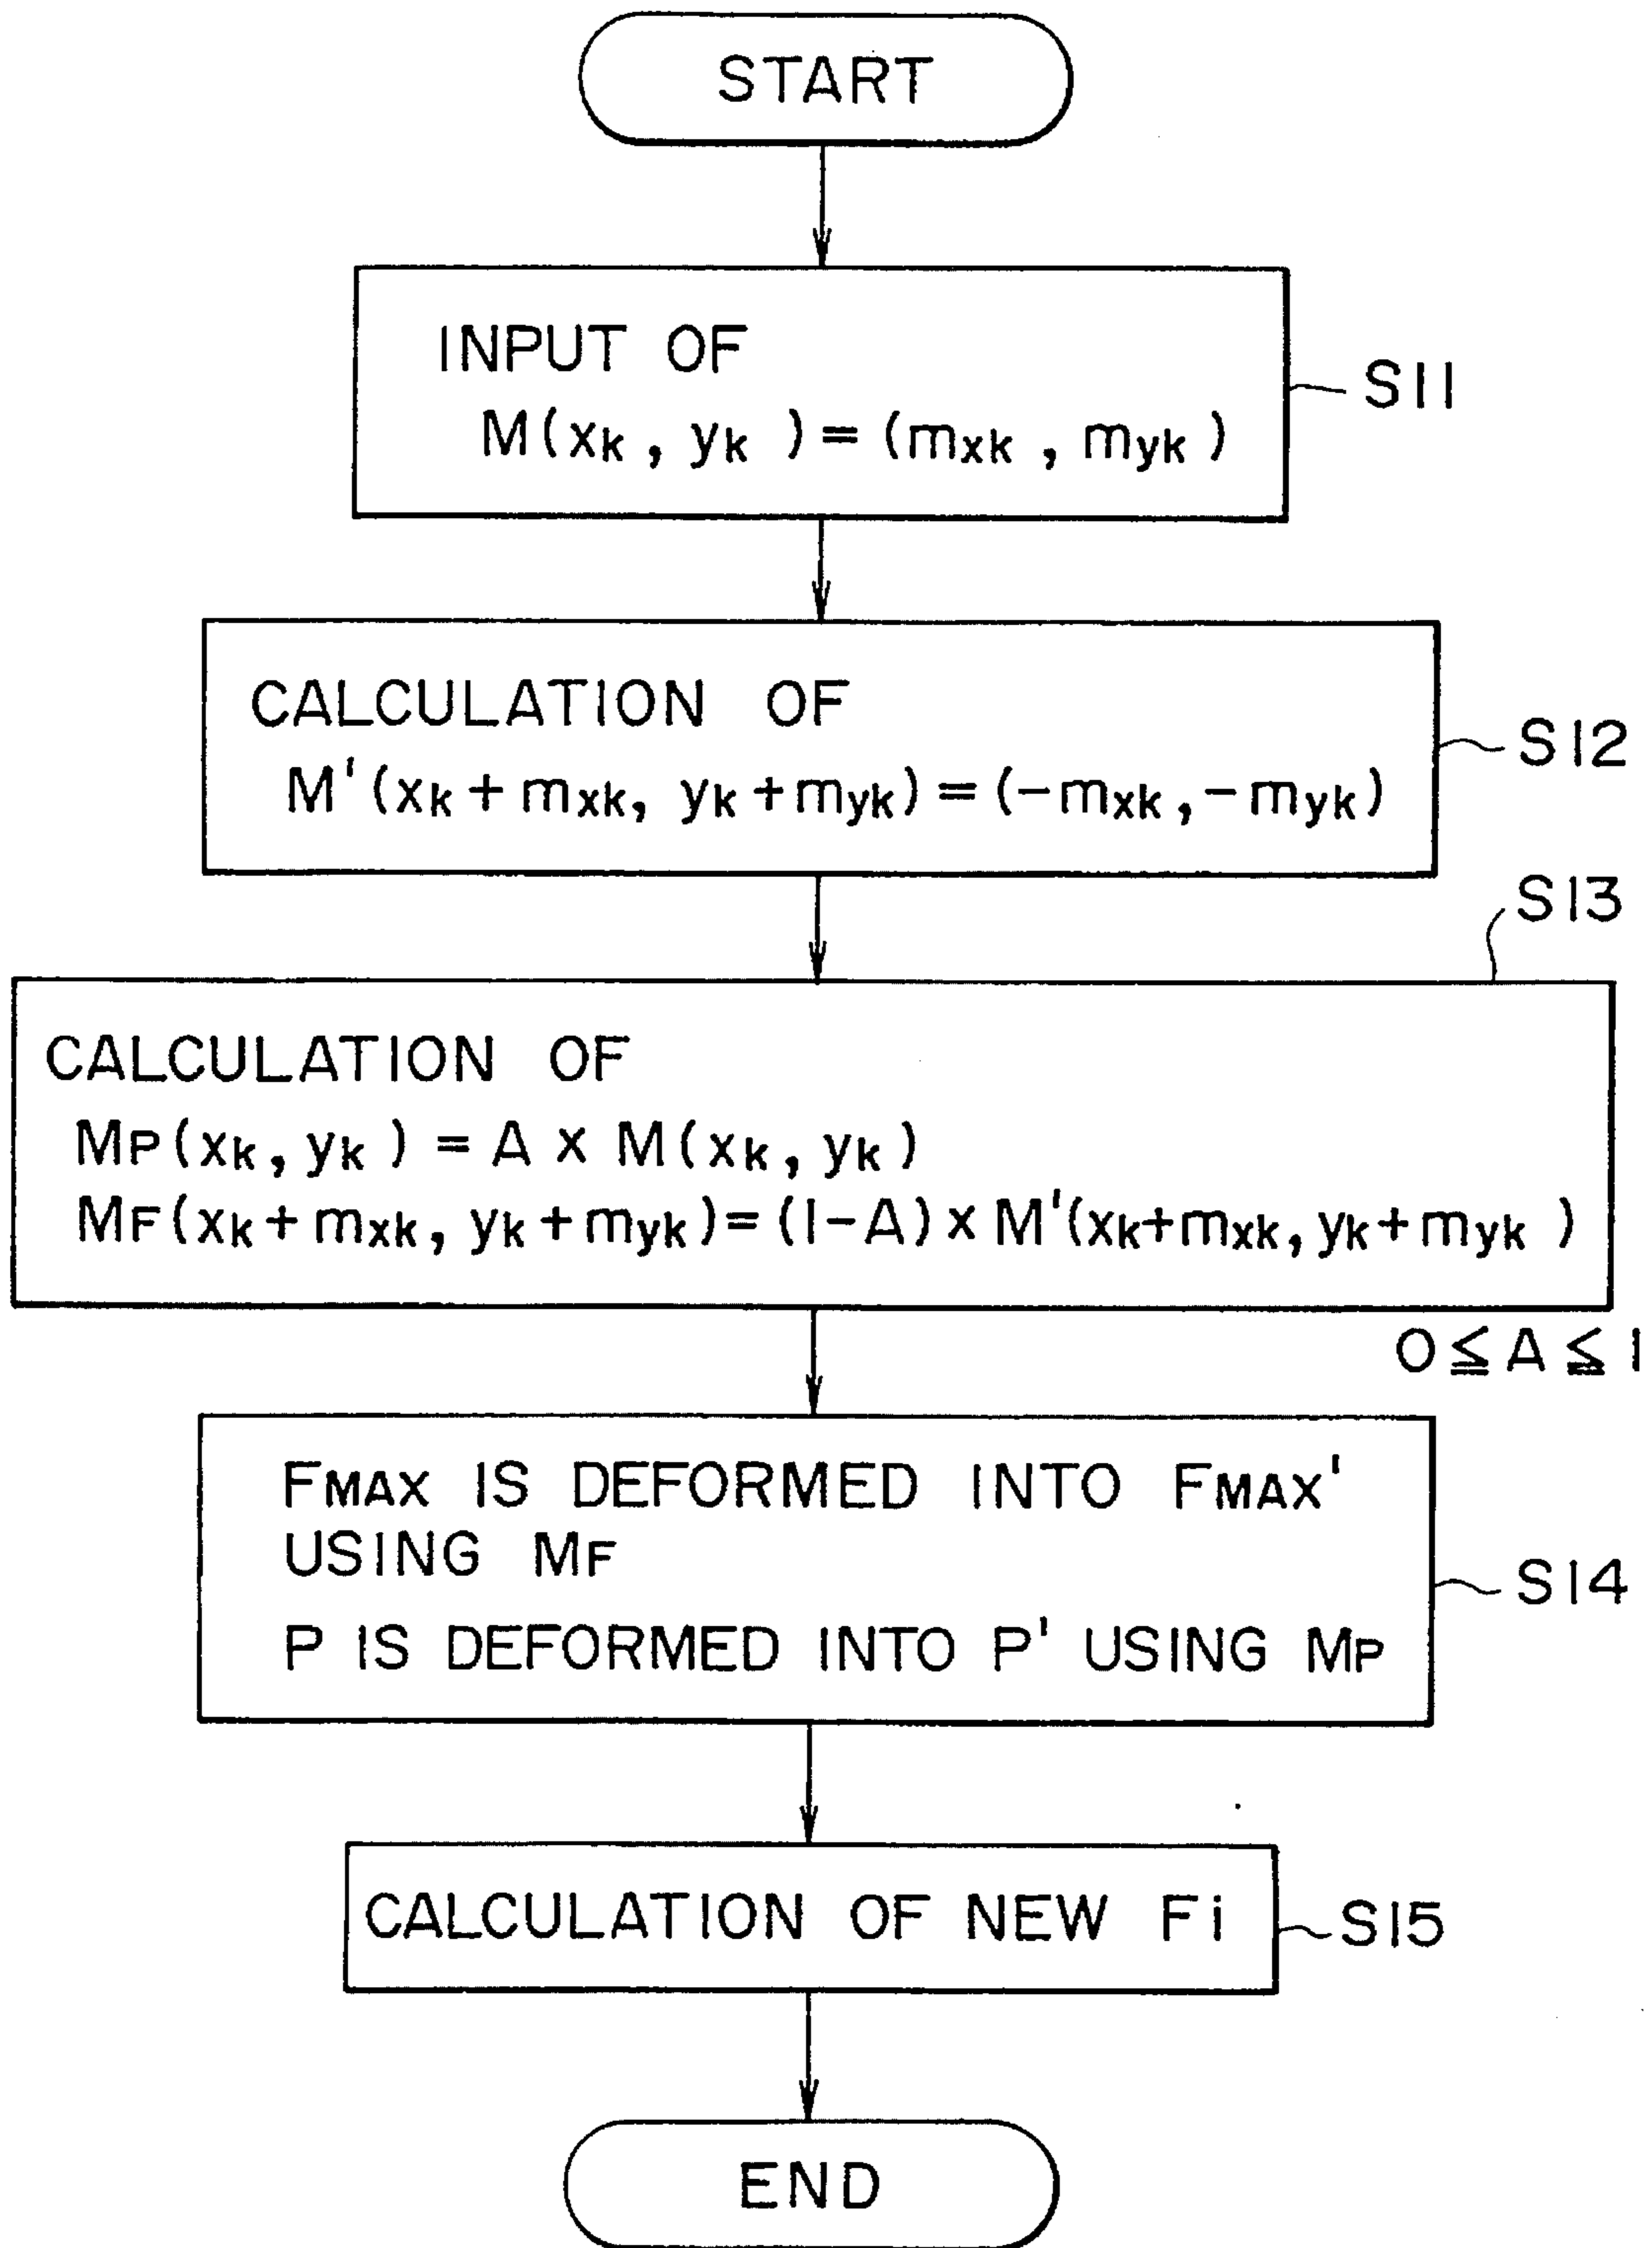 START
INPUT OF
M(xk, yk) = (mxk, myk)
S11
CALCULATION OF
M'(xk+mxk, yk+myk) = (-mxk, -myk)
S12
S13
CALCULATION OF
MP(xk, yk) = A × M(xk, yk)
MF(xk+mxk, yk+myk) = (1-A) × M'(xk+mxk, yk+myk)
0 ≦ A ≦ 1
FMAX IS DEFORMED INTO FMAX'
USING MF
P IS DEFORMED INTO P' USING MP
S14
CALCULATION OF NEW Fi
S15
END